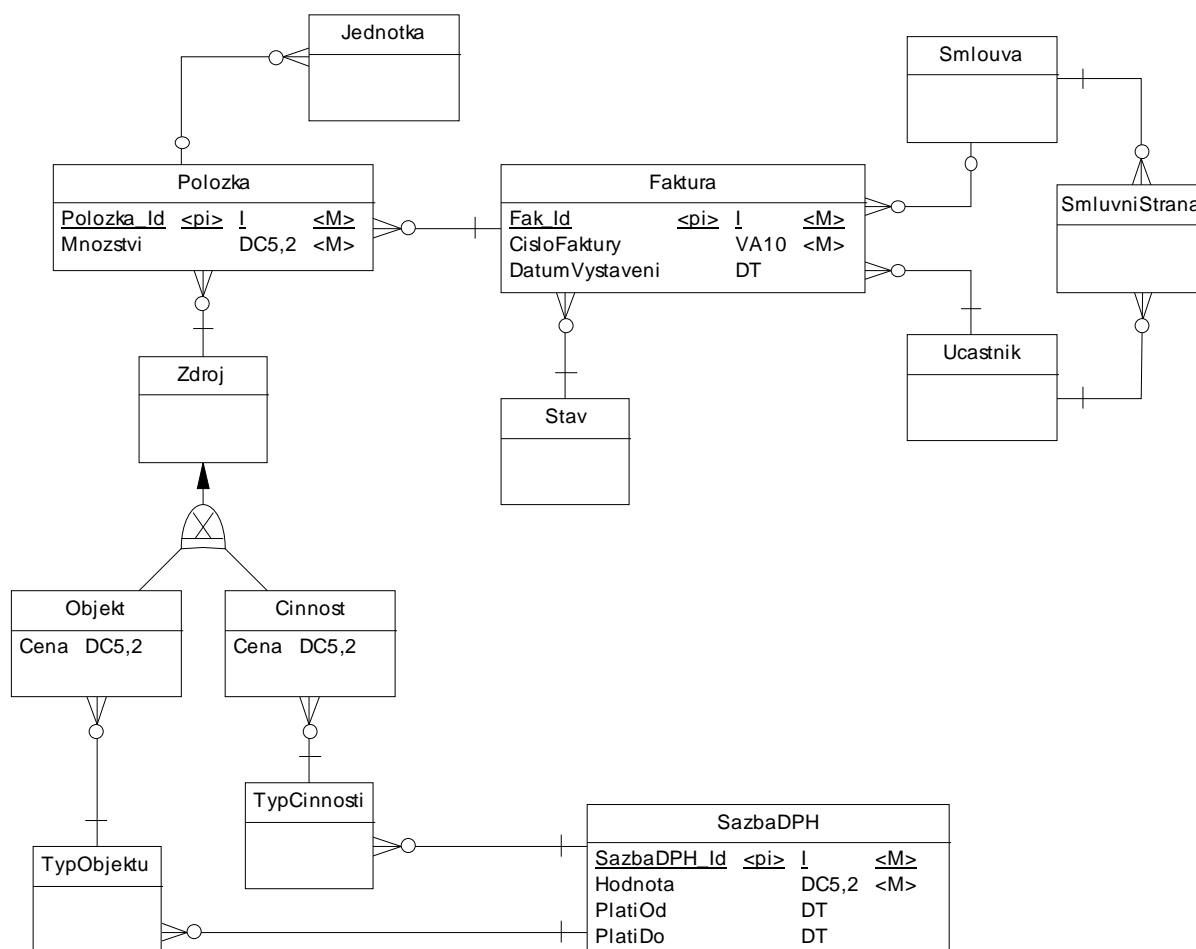 Jednotka
Smlouva
Polozka
Polozka_Id <pi> I <M>
Mnozstvi DC5,2 <M>
Faktura
Fak_Id <pi> I <M>
CisloFaktury VA10 <M>
DatumVystaveni DT
SmluvniStrana
Zdroj
Stav
Ucastnik
Objekt
Cena DC5,2
Cinnost
Cena DC5,2
TypCinnosti
TypObjektu
SazbaDPH
SazbaDPH_Id <pi> I <M>
Hodnota DC5,2 <M>
PlatiOd DT
PlatiDo DT